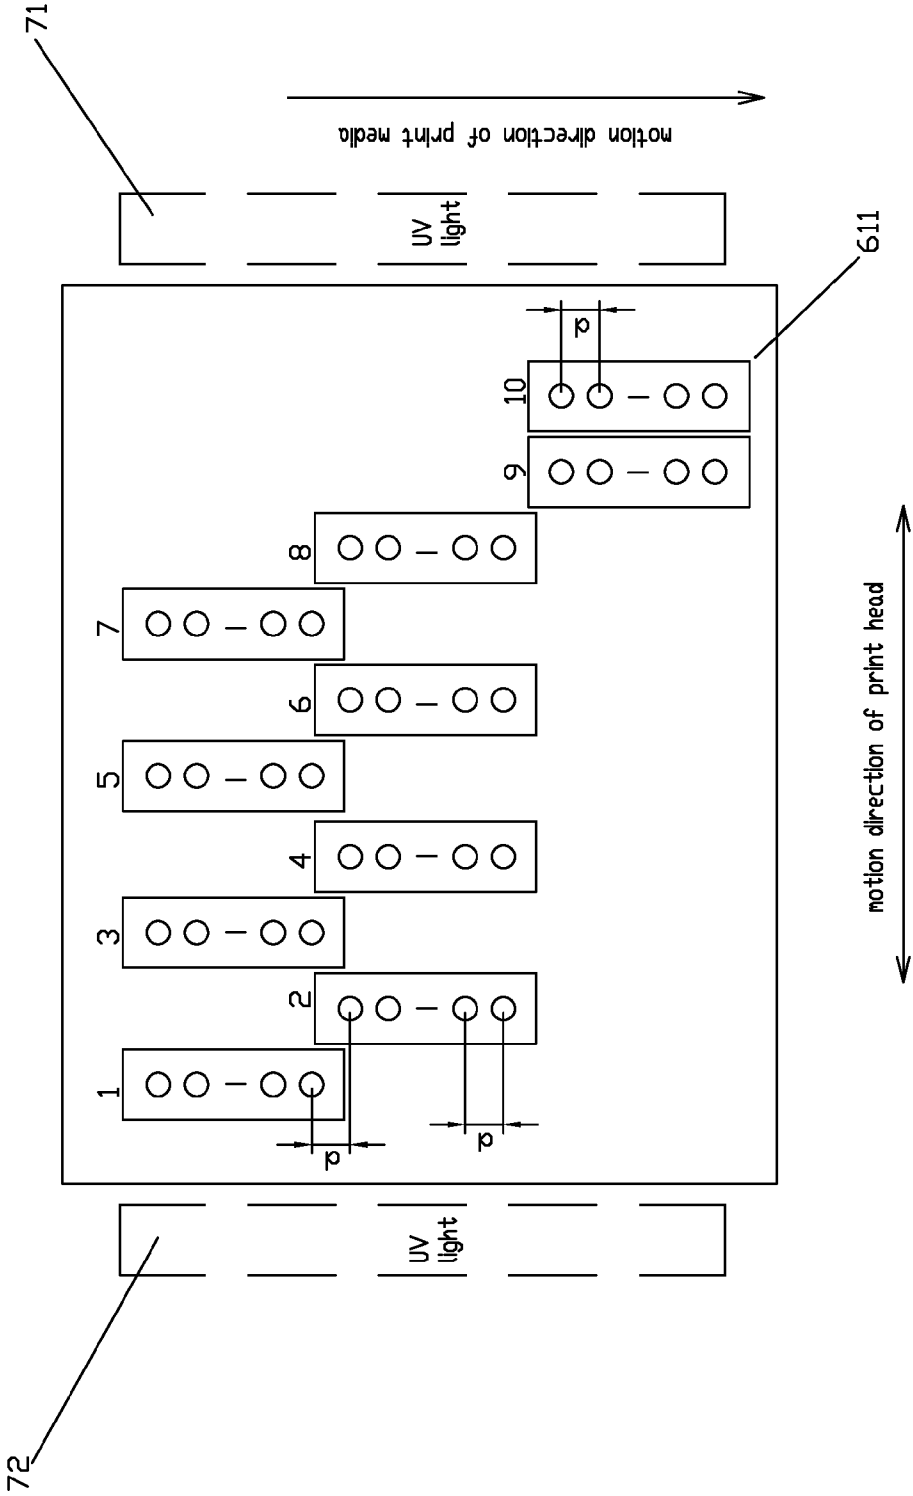 72
71
1
3
5
7
2
4
6
8
d
d
UV
light
UV
light
9
10
d
611
motion direction of print media
motion direction of print head